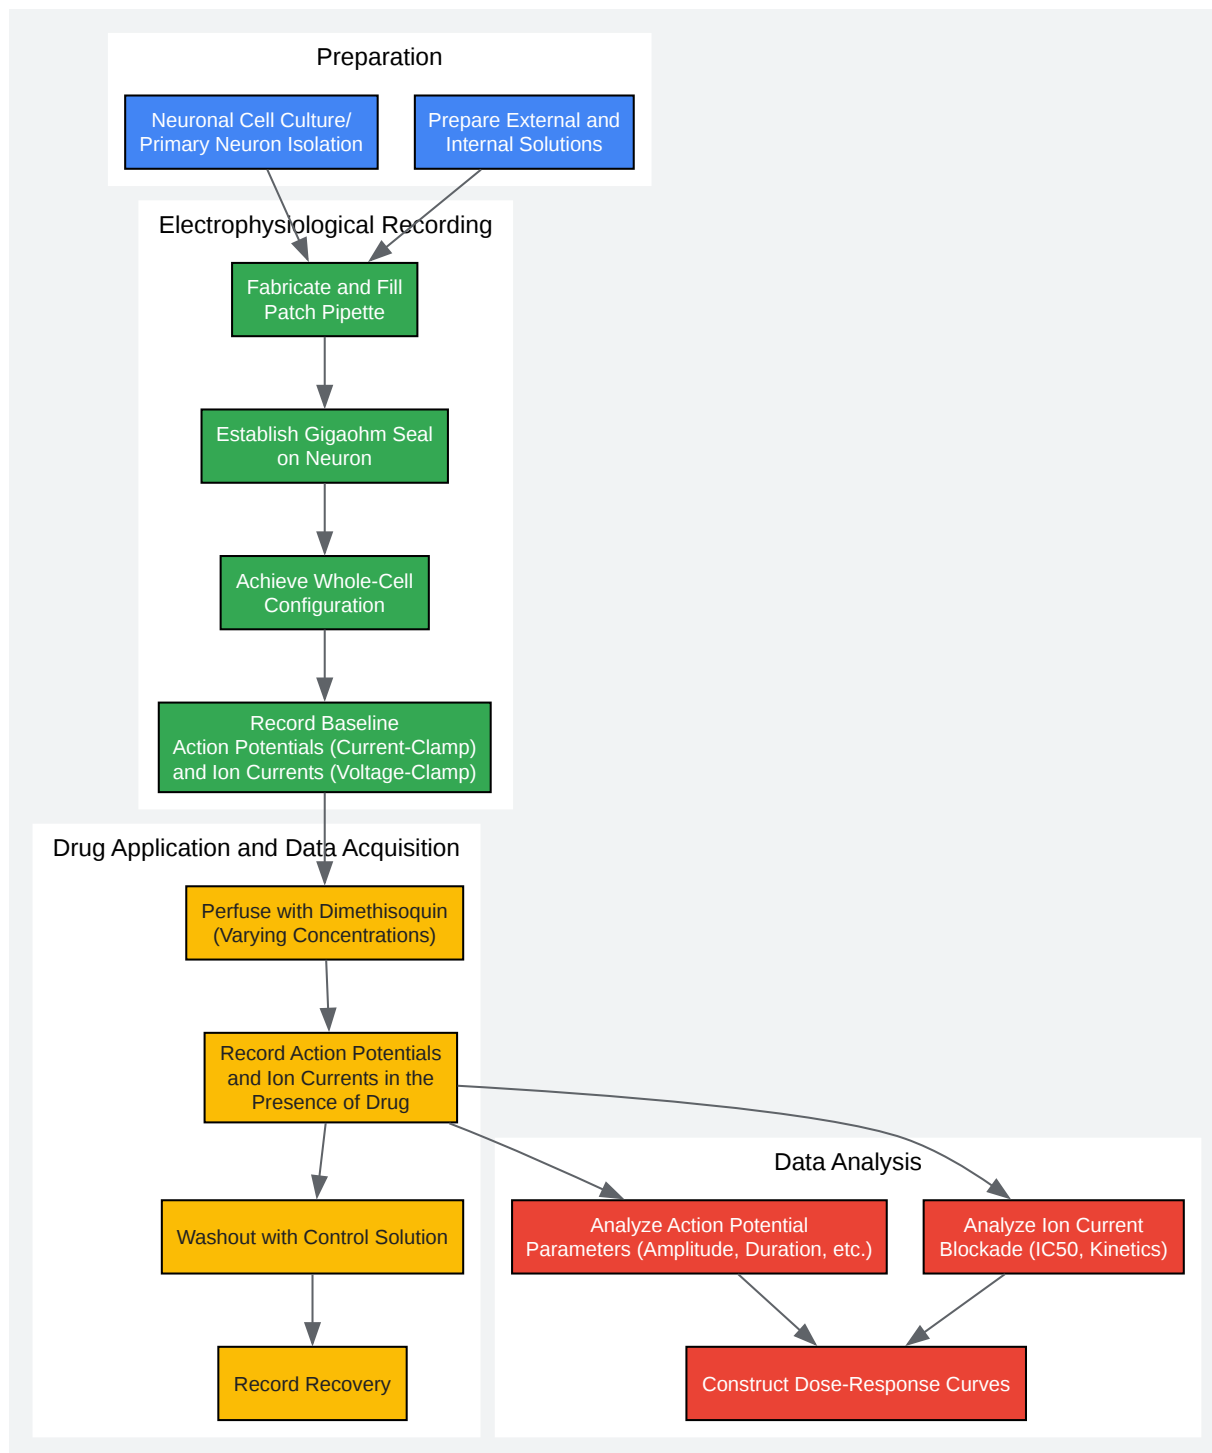 Preparation
Neuronal Cell Culture/
Primary Neuron Isolation
Prepare External and
Internal Solutions
Electrophysiological Recording
Fabricate and Fill
Patch Pipette
Establish Gigaohm Seal
on Neuron
Achieve Whole-Cell
Configuration
Record Baseline
Action Potentials (Current-Clamp)
and Ion Currents (Voltage-Clamp)
Drug Application and Data Acquisition
Perfuse with Dimethisoquin
(Varying Concentrations)
Record Action Potentials
and Ion Currents in the
Presence of Drug
Washout with Control Solution
Record Recovery
Data Analysis
Analyze Action Potential
Parameters (Amplitude, Duration, etc.)
Analyze Ion Current
Blockade (IC50, Kinetics)
Construct Dose-Response Curves